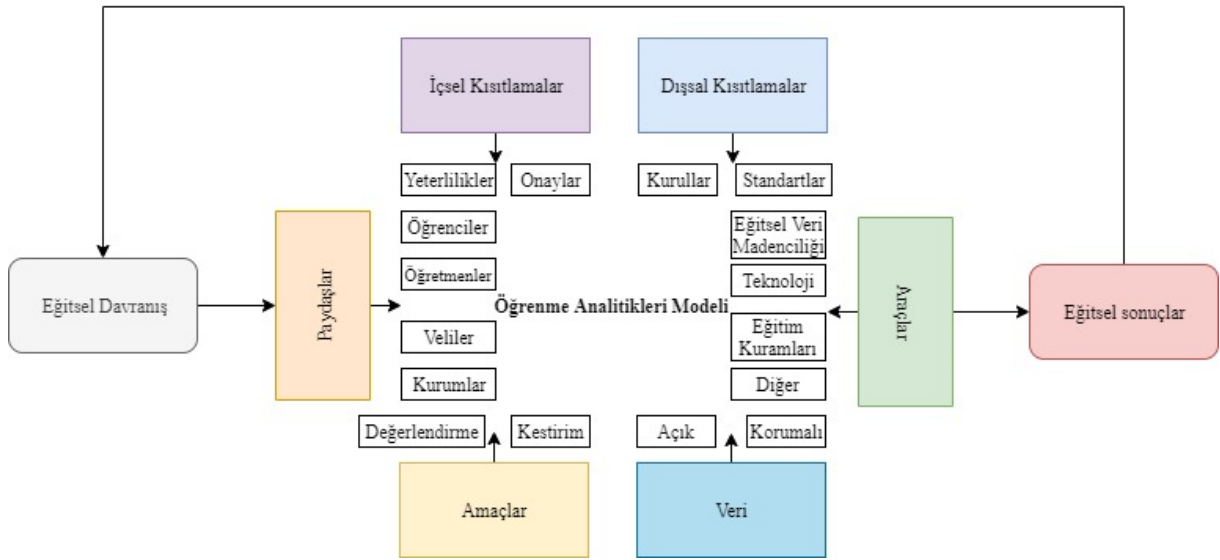 İçsel Kısıtlamalar
Dışsal Kısıtlamalar
Yeterlilikler
Onaylar
Kurullar
Standartlar
Öğrenciler
Öğretmenler
Veliler
Kurumlar
Eğitsel Veri
Madenciliği
Teknoloji
Eğitim
Kuramları
Diğer
Eğitsel Davranış
Paydaşlar
Öğrenme Analitikleri Modeli
Araçlar
Eğitsel sonuçlar
Değerlendirme
Kestirim
Açık
Korumalı
Amaçlar
Veri